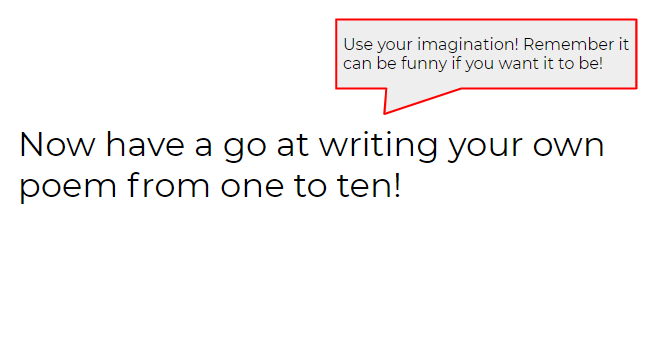 Use your imagination! Remember it
can be funny if you want it to be!
Now have a go at writing your own
poem from one to ten!